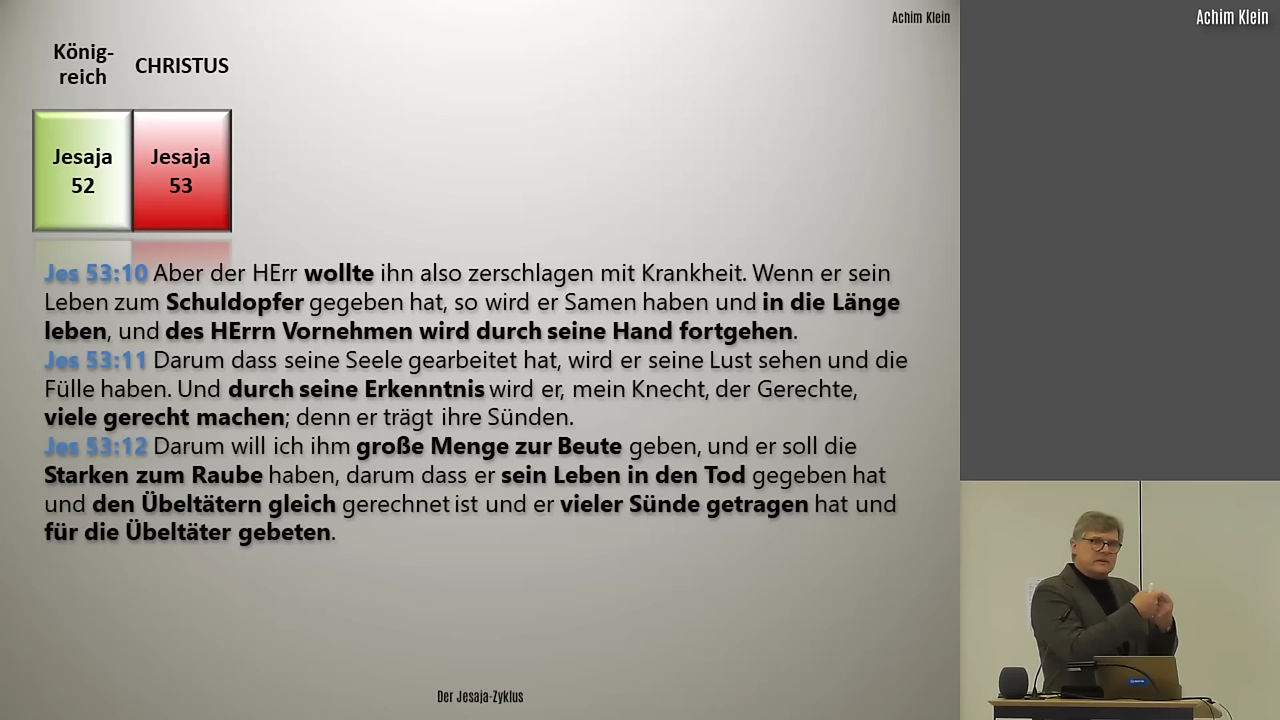 Achim Klein
Achim Klein
König-
reich
CHRISTUS
Jesaja
52
Jesaja
53
Jes 53:10 Aber der HErr wollte ihn also zerschlagen mit Krankheit. Wenn er sein
Leben zum Schuldopfer gegeben hat, so wird er Samen haben und in die Länge
leben, und des HErrn Vornehmen wird durch seine Hand fortgehen.
Jes 53:11 Darum dass seine Seele gearbeitet hat, wird er seine Lust sehen und die
Fülle haben. Und durch seine Erkenntnis wird er, mein Knecht, der Gerechte,
viele gerecht machen; denn er trägt ihre Sünden.
Jes 53:12 Darum will ich ihm große Menge zur Beute geben, und er soll die
Starken zum Raube haben, darum dass er sein Leben in den Tod gegeben hat
und den Übeltätern gleich gerechnet ist und er vieler Sünde getragen hat und
für die Übeltäter gebeten.
Der Jesaja-Zyklus